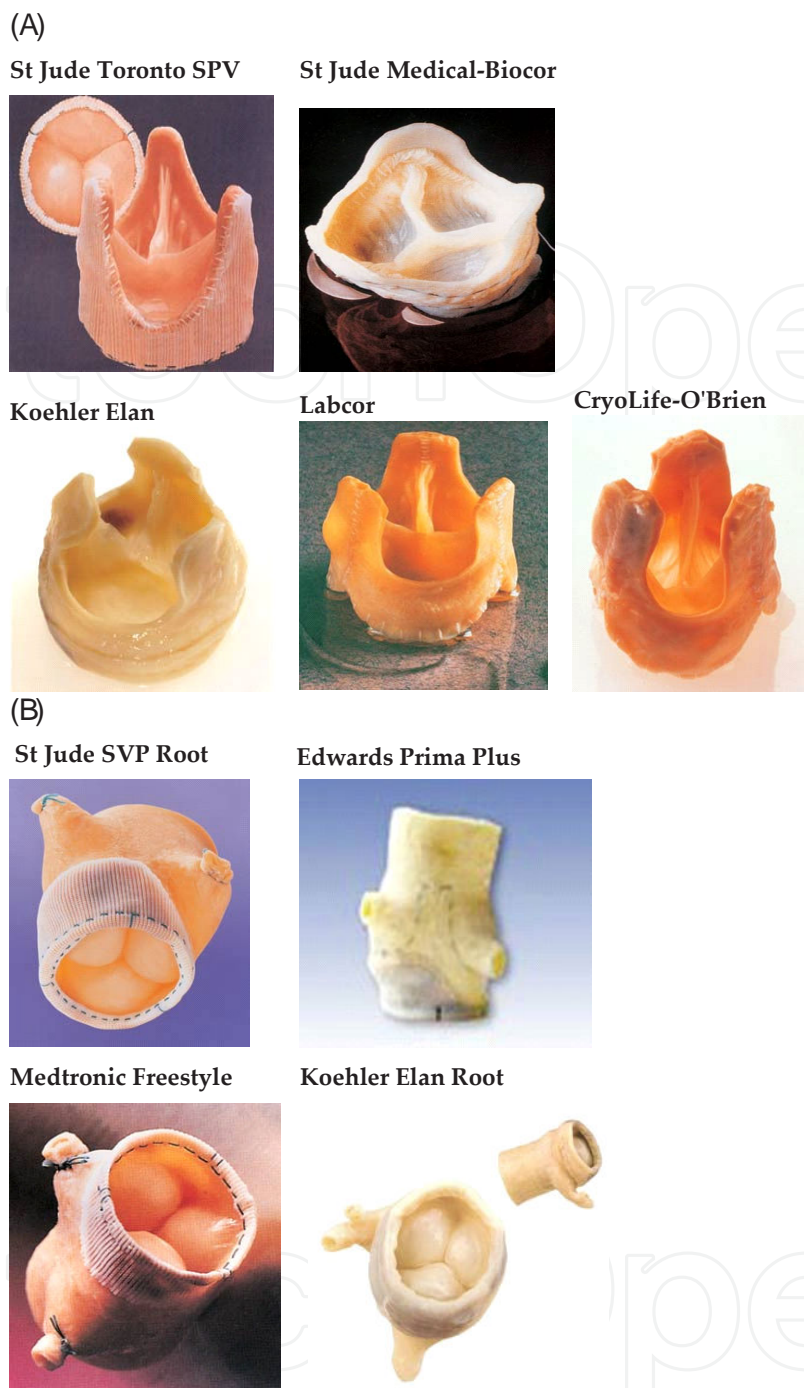 (A)
St Jude Toronto SPV
St Jude Medical-Biocor
Koehler Elan
Labcor
CryoLife-O'Brien
(B)
St Jude SVP Root
Edwards Prima Plus
Medtronic Freestyle
Koehler Elan Root